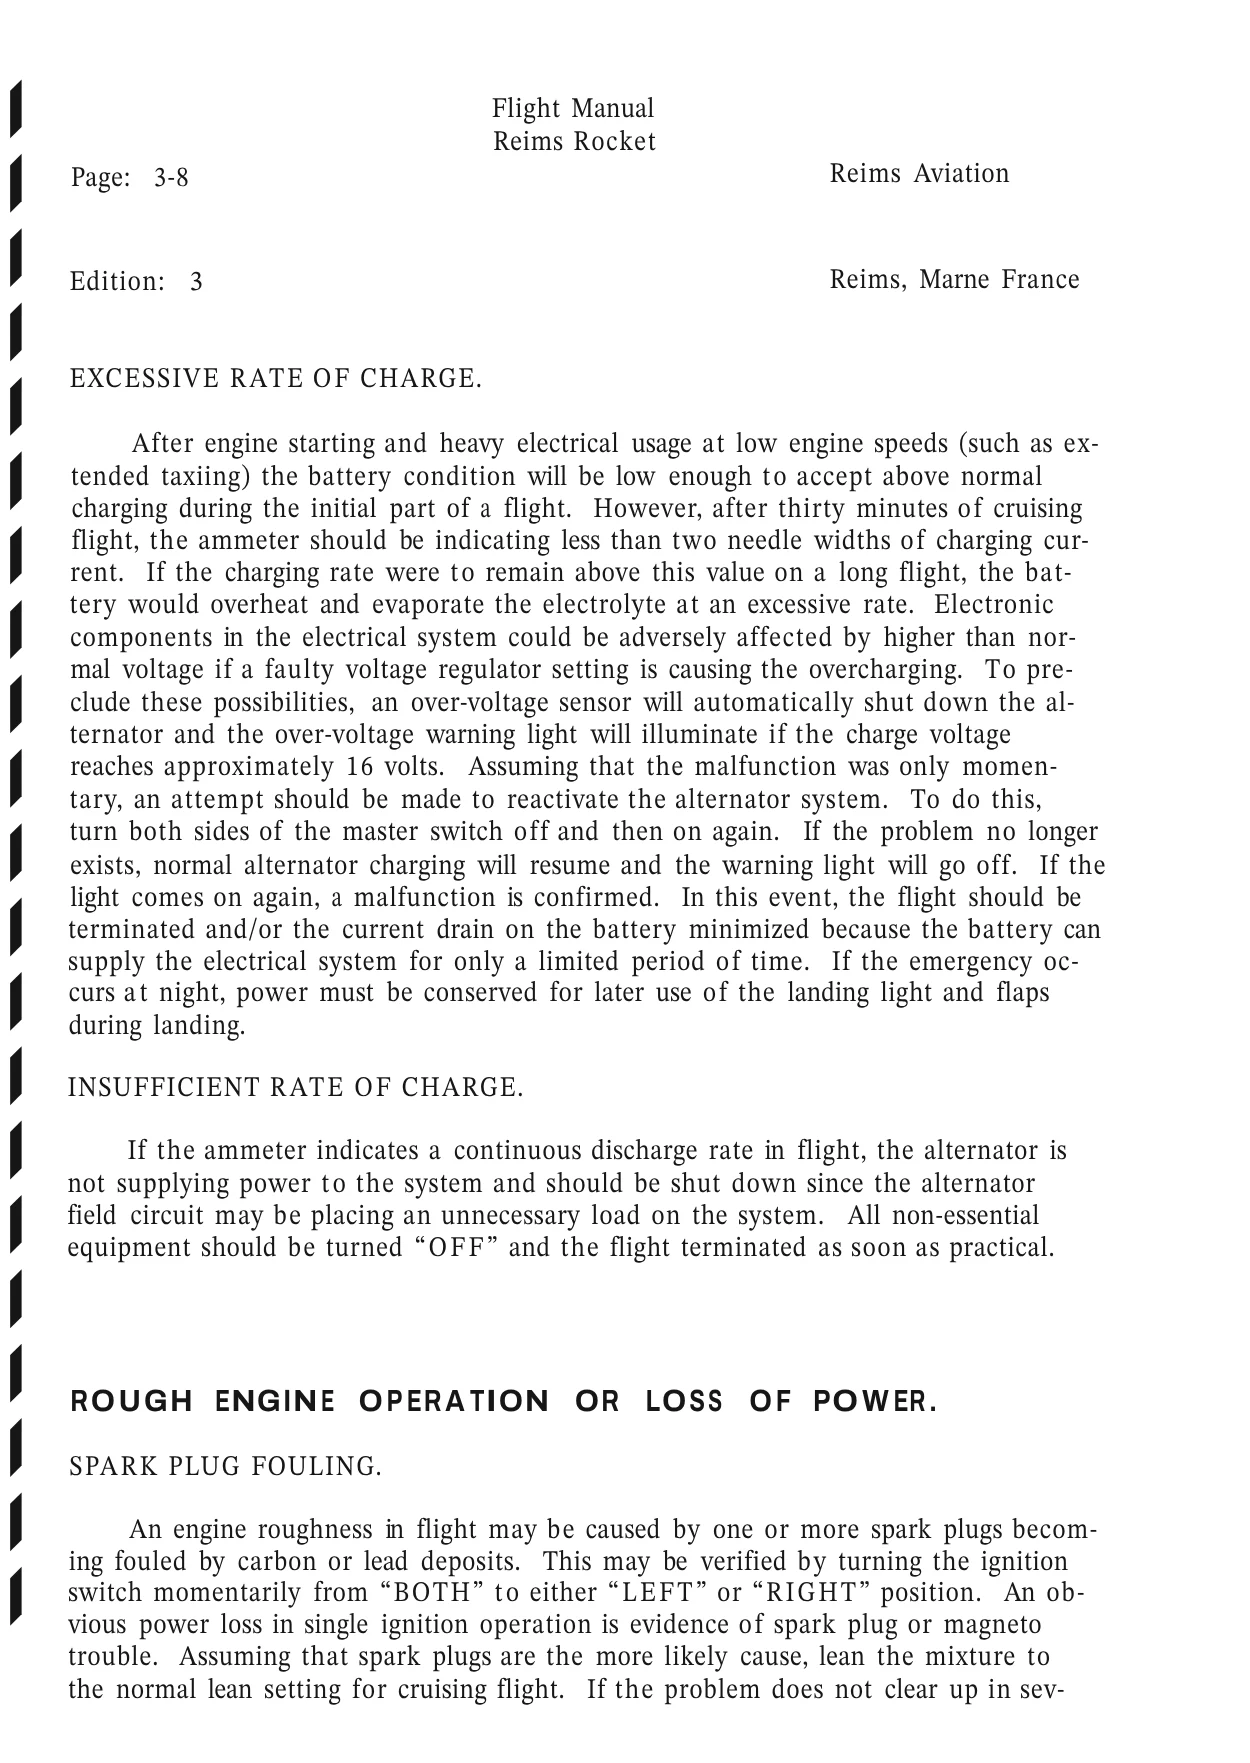 Flight Manual
Reims Rocket
Page: 3-8
Reims Aviation
Edition: 3
Reims, Marne France
EXCESSIVE RATE OF CHARGE.
After engine starting and heavy electrical usage at low engine speeds (such as ex-
tended taxiing) the battery condition will be low enough to accept above normal
charging during the initial part of a flight. However, after thirty minutes of cruising
flight, the ammeter should be indicating less than two needle widths of charging cur-
rent. If the charging rate were to remain above this value on a long flight, the bat-
tery would overheat and evaporate the electrolyte at an excessive rate. Electronic
components in the electrical system could be adversely affected by higher than nor-
mal voltage if a faulty voltage regulator setting is causing the overcharging. To pre-
clude these possibilities, an over-voltage sensor will automatically shut down the al-
ternator and the over-voltage warning light will illuminate if the charge voltage
reaches approximately 16 volts. Assuming that the malfunction was only momen-
tary, an attempt should be made to reactivate the alternator system. To do this,
turn both sides of the master switch off and then on again. If the problem no longer
exists, normal alternator charging will resume and the warning light will go off. If the
light comes on again, a malfunction is confirmed. In this event, the flight should be
terminated and/or the current drain on the battery minimized because the battery can
supply the electrical system for only a limited period of time. If the emergency oc-
curs at night, power must be conserved for later use of the landing light and flaps
during landing.
INSUFFICIENT RATE OF CHARGE.
If the ammeter indicates a continuous discharge rate in flight, the alternator is
not supplying power to the system and should be shut down since the alternator
field circuit may be placing an unnecessary load on the system. All non-essential
equipment should be turned “OFF” and the flight terminated as soon as practical.
ROUGH ENGINE OPERATION OR LOSS OF POWER.
SPARK PLUG FOULING.
An engine roughness in flight may be caused by one or more spark plugs becom-
ing fouled by carbon or lead deposits. This may be verified by turning the ignition
switch momentarily from “BOTH” to either “LEFT” or “RIGHT” position. An ob-
vious power loss in single ignition operation is evidence of spark plug or magneto
trouble. Assuming that spark plugs are the more likely cause, lean the mixture to
the normal lean setting for cruising flight. If the problem does not clear up in sev-